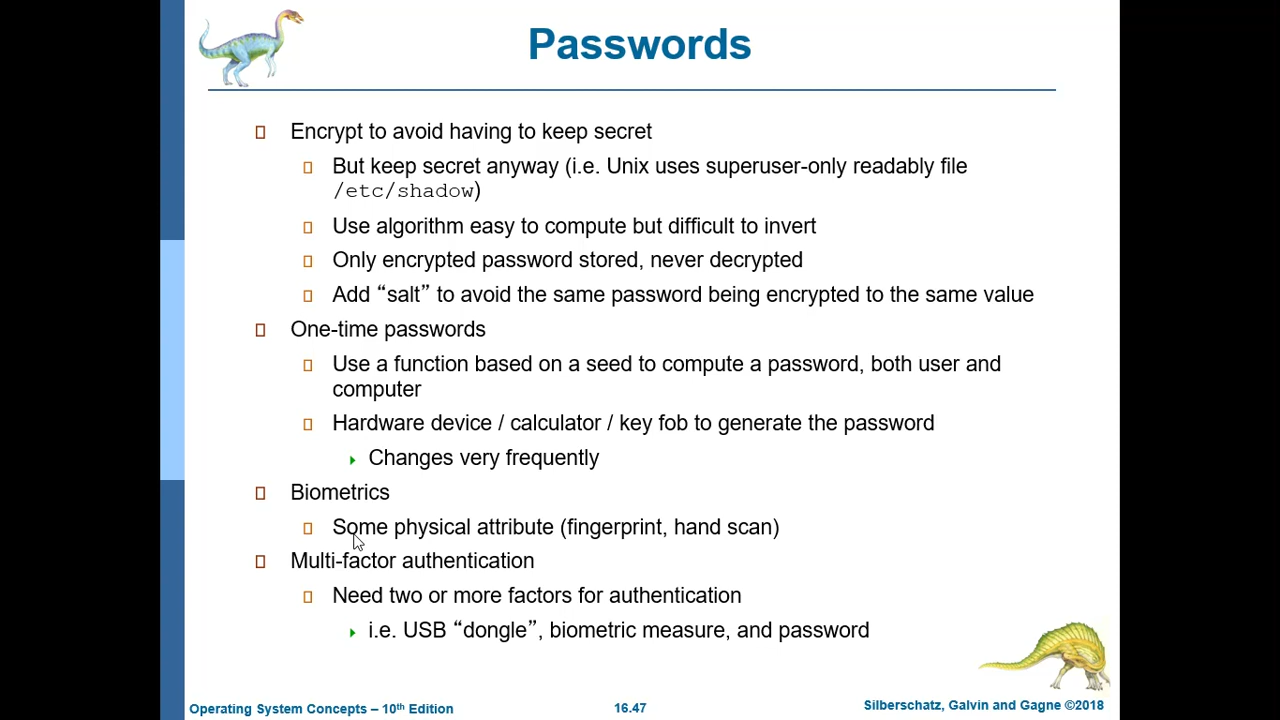 Passwords
Encrypt to avoid having to keep secret
But keep secret anyway (i.e. Unix uses superuser-only readably file
/etc/shadow)
Use algorithm easy to compute but difficult to invert
Only encrypted password stored, never decrypted
Add “salt” to avoid the same password being encrypted to the same value
One-time passwords
Use a function based on a seed to compute a password, both user and
computer
Hardware device / calculator / key fob to generate the password
Changes very frequently
Biometrics
Some physical attribute (fingerprint, hand scan)
Multi-factor authentication
Need two or more factors for authentication
i.e. USB “dongle”, biometric measure, and password
Operating System Concepts – 10th Edition
16.47
Silberschatz, Galvin and Gagne ©2018